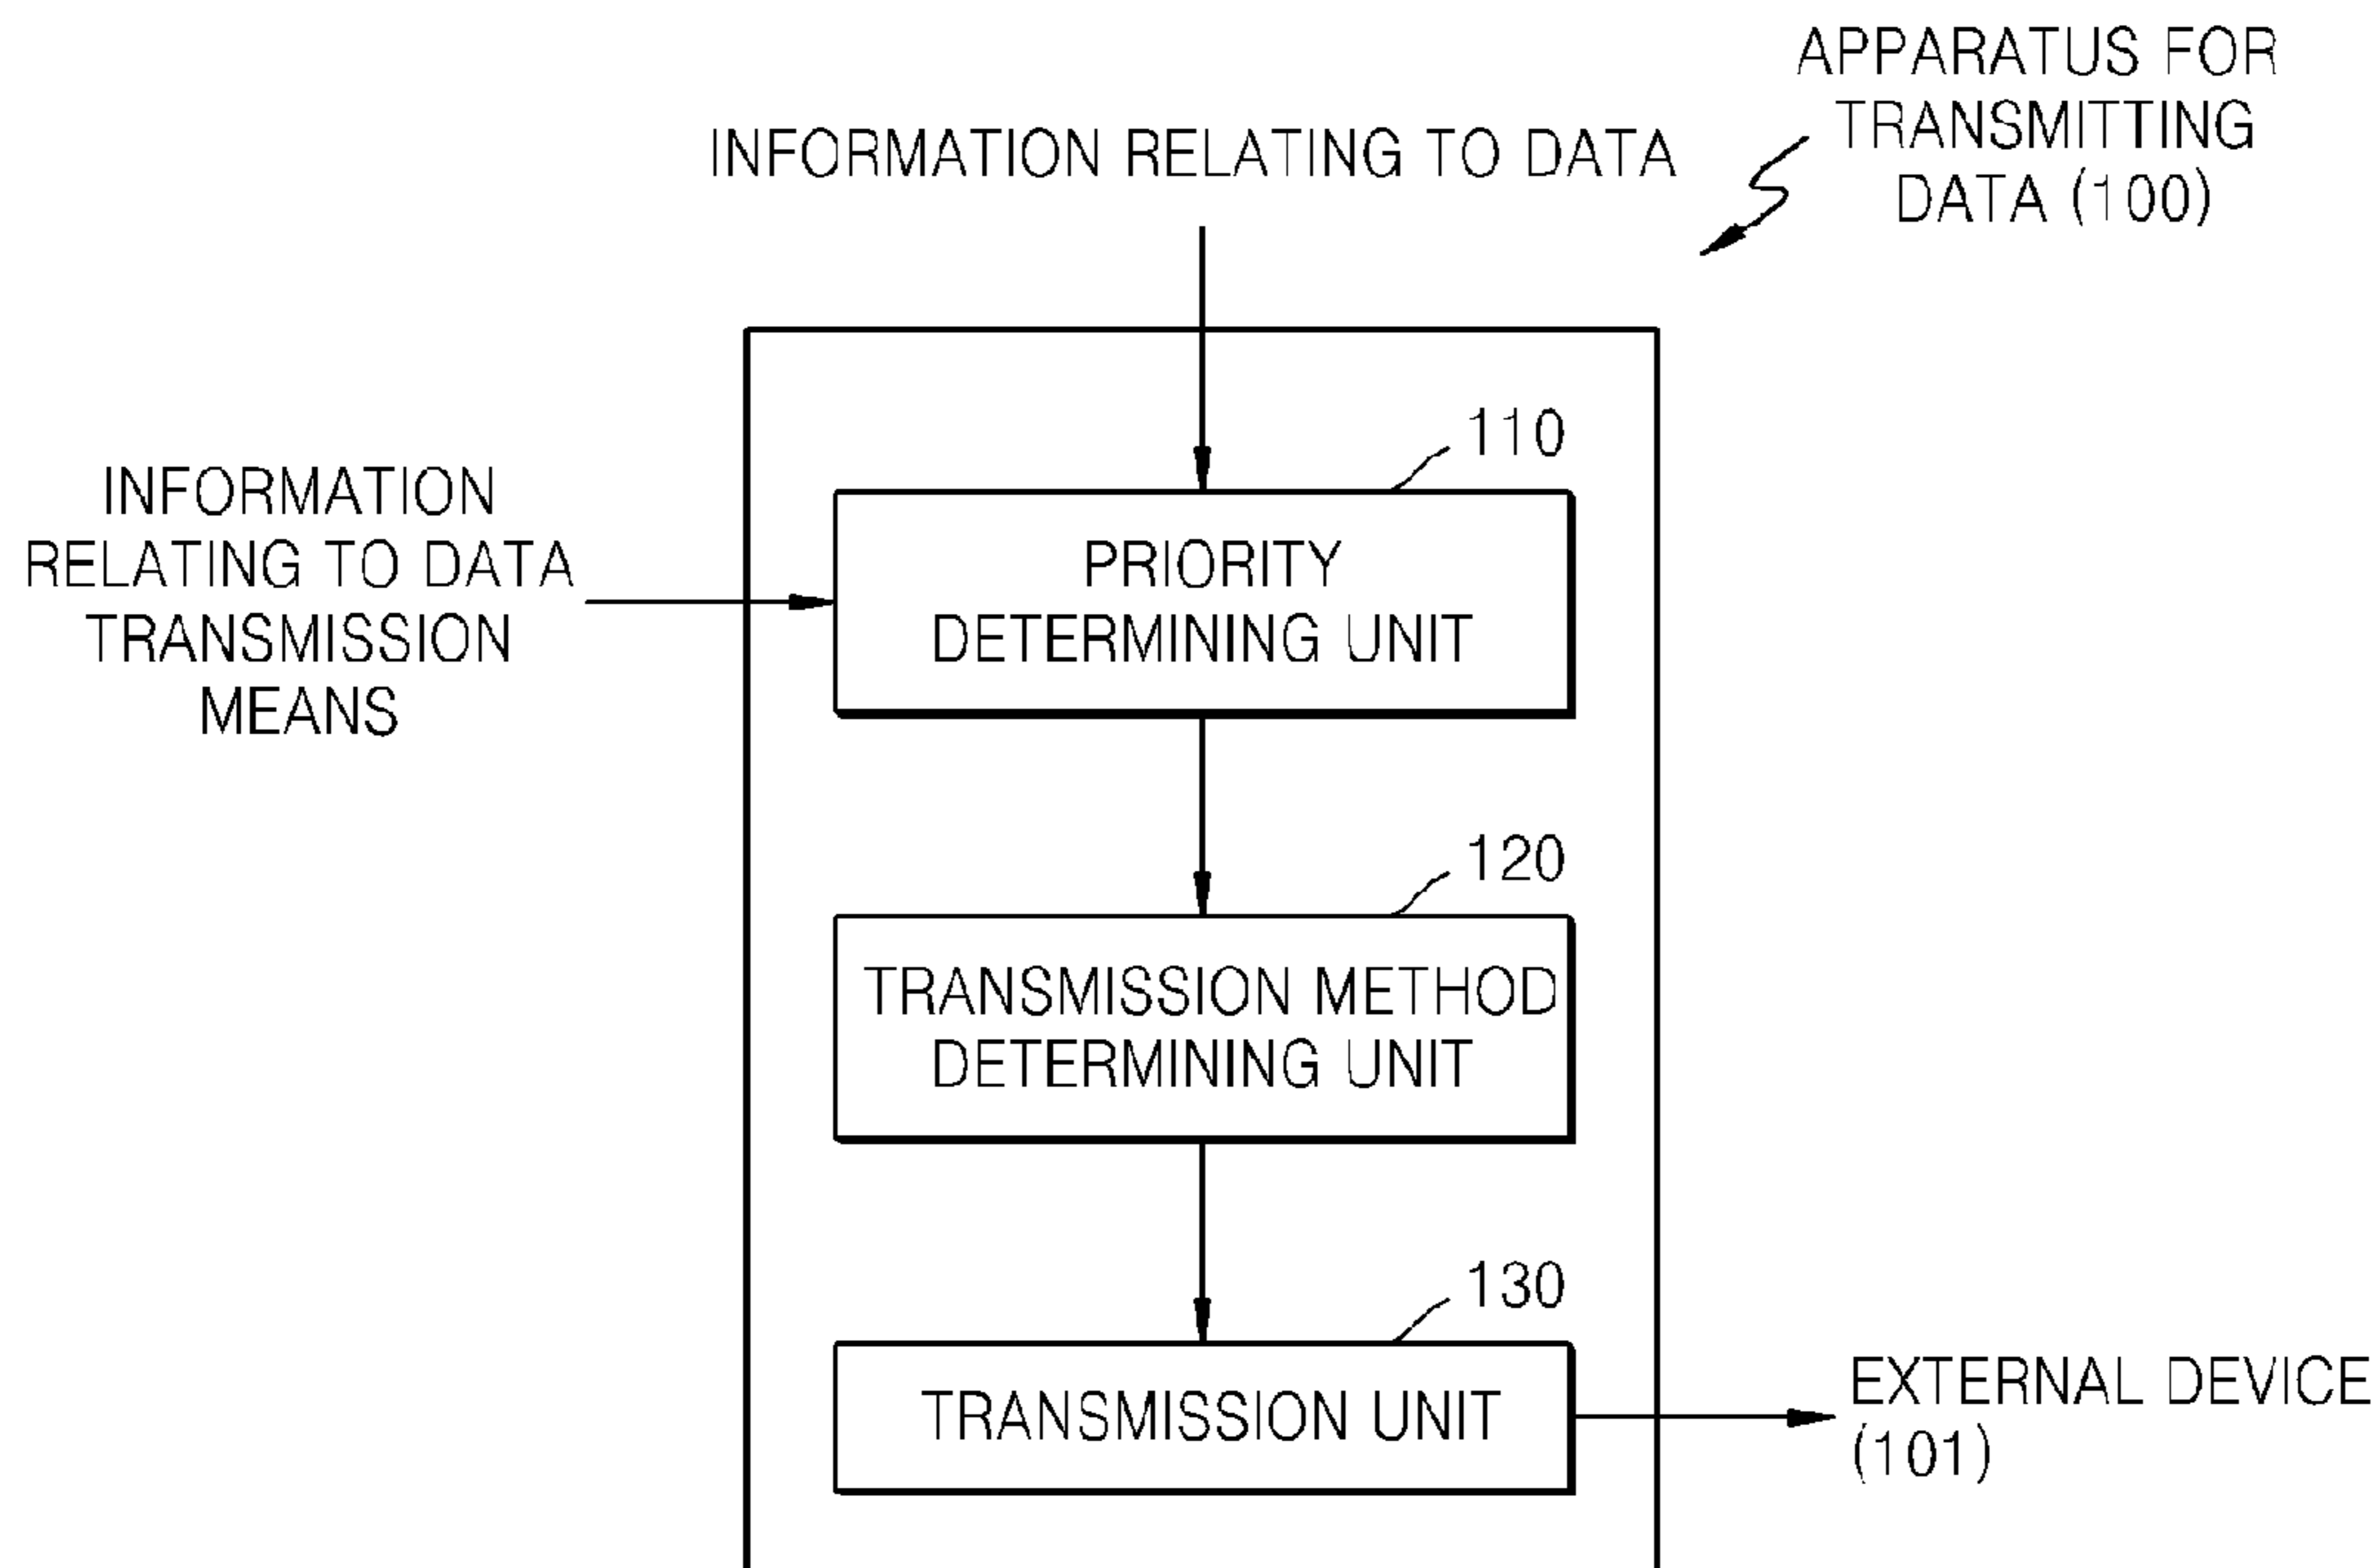 APPARATUS FOR
TRANSMITTING
DATA (100)
INFORMATION RELATING TO DATA
110
INFORMATION
RELATING TO DATA
TRANSMISSION
MEANS
PRIORITY
DETERMINING UNIT
120
TRANSMISSION METHOD
DETERMINING UNIT
130
TRANSMISSION UNIT
EXTERNAL DEVICE
(101)